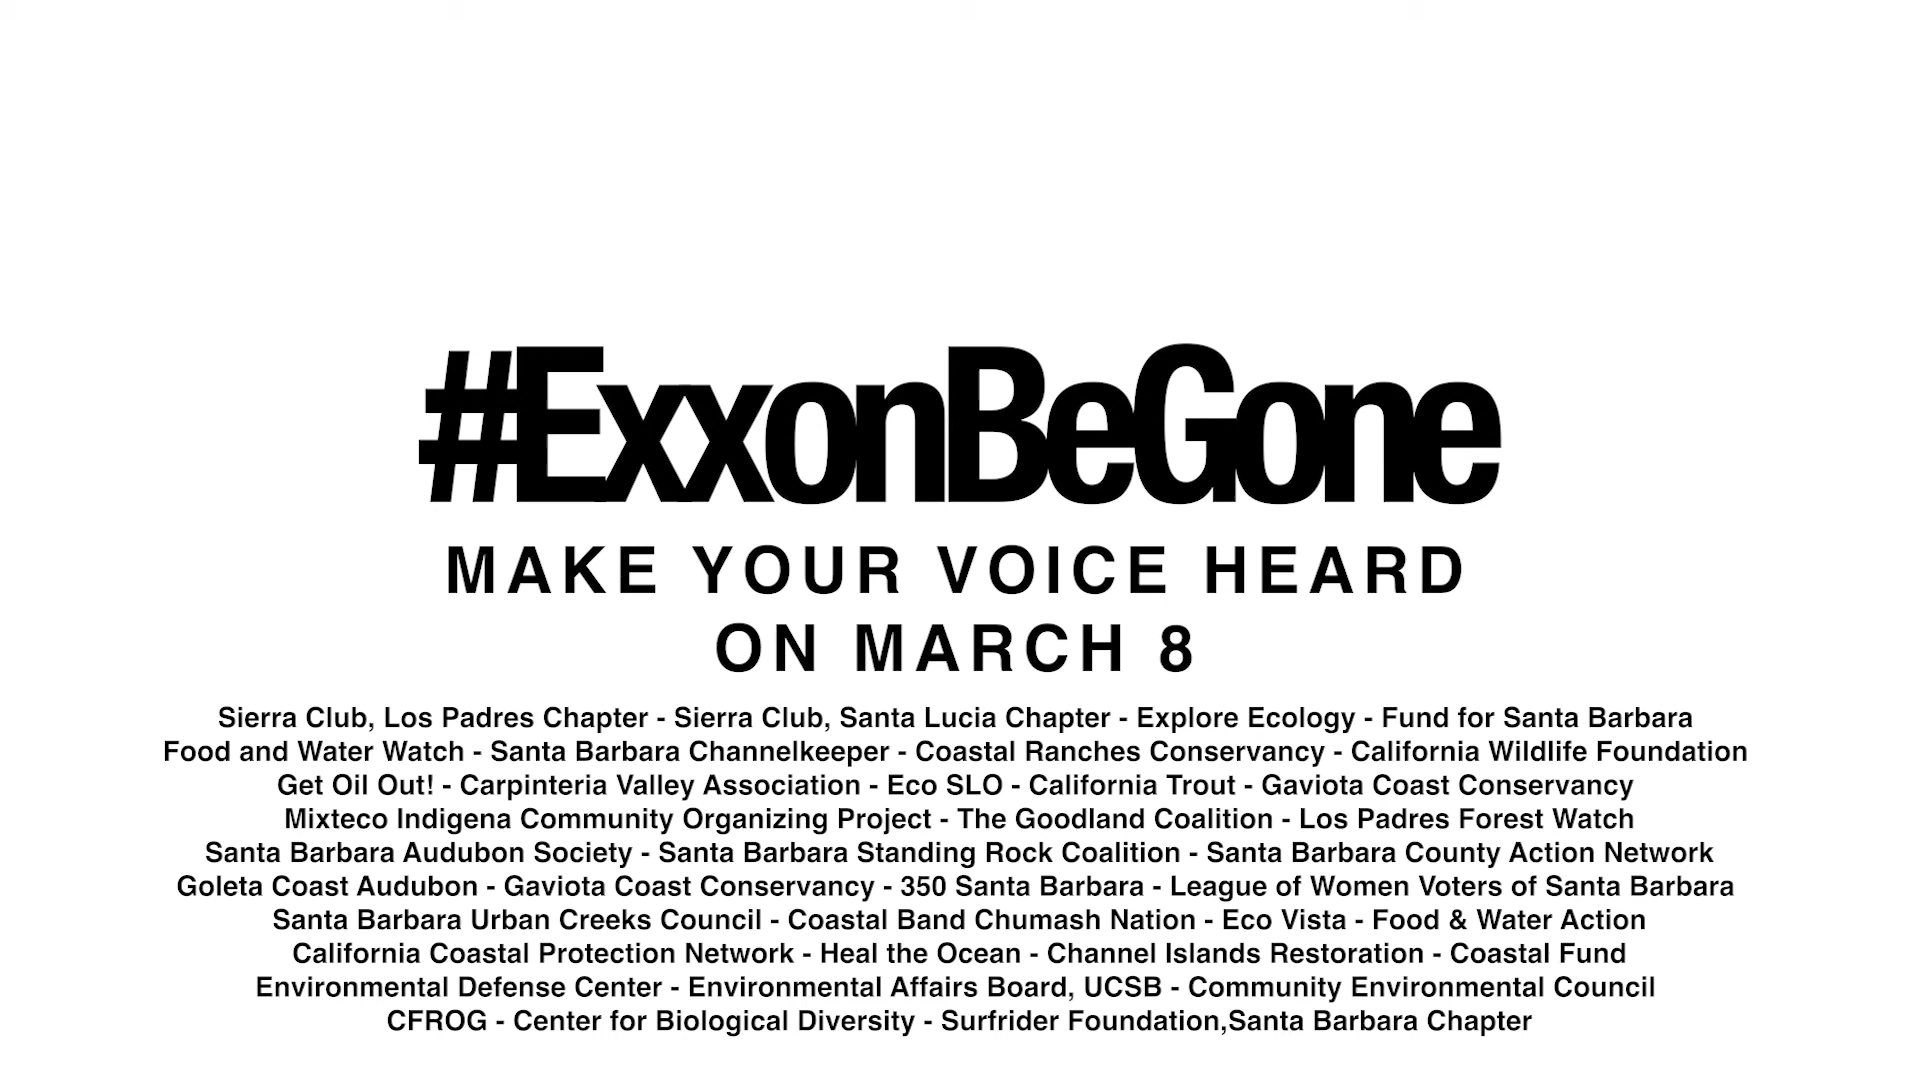 #ExxonBeGone
MAKE YOUR VOICE HEARD
ON MARCH 8
Sierra Club, Los Padres Chapter - Sierra Club, Santa Lucia Chapter - Explore Ecology - Fund for Santa Barbara
Food and Water Watch - Santa Barbara Channelkeeper - Coastal Ranches Conservancy - California Wildlife Foundation
Get Oil Out! - Carpinteria Valley Association - Eco SLO - California Trout - Gaviota Coast Conservancy
Mixteco Indigena Community Organizing Project - The Goodland Coalition - Los Padres Forest Watch
Santa Barbara Audubon Society - Santa Barbara Standing Rock Coalition - Santa Barbara County Action Network
Goleta Coast Audubon - Gaviota Coast Conservancy - 350 Santa Barbara - League of Women Voters of Santa Barbara
Santa Barbara Urban Creeks Council - Coastal Band Chumash Nation - Eco Vista - Food & Water Action
California Coastal Protection Network - Heal the Ocean - Channel Islands Restoration - Coastal Fund
Environmental Defense Center - Environmental Affairs Board, UCSB - Community Environmental Council
CFROG - Center for Biological Diversity - Surfrider Foundation,Santa Barbara Chapter